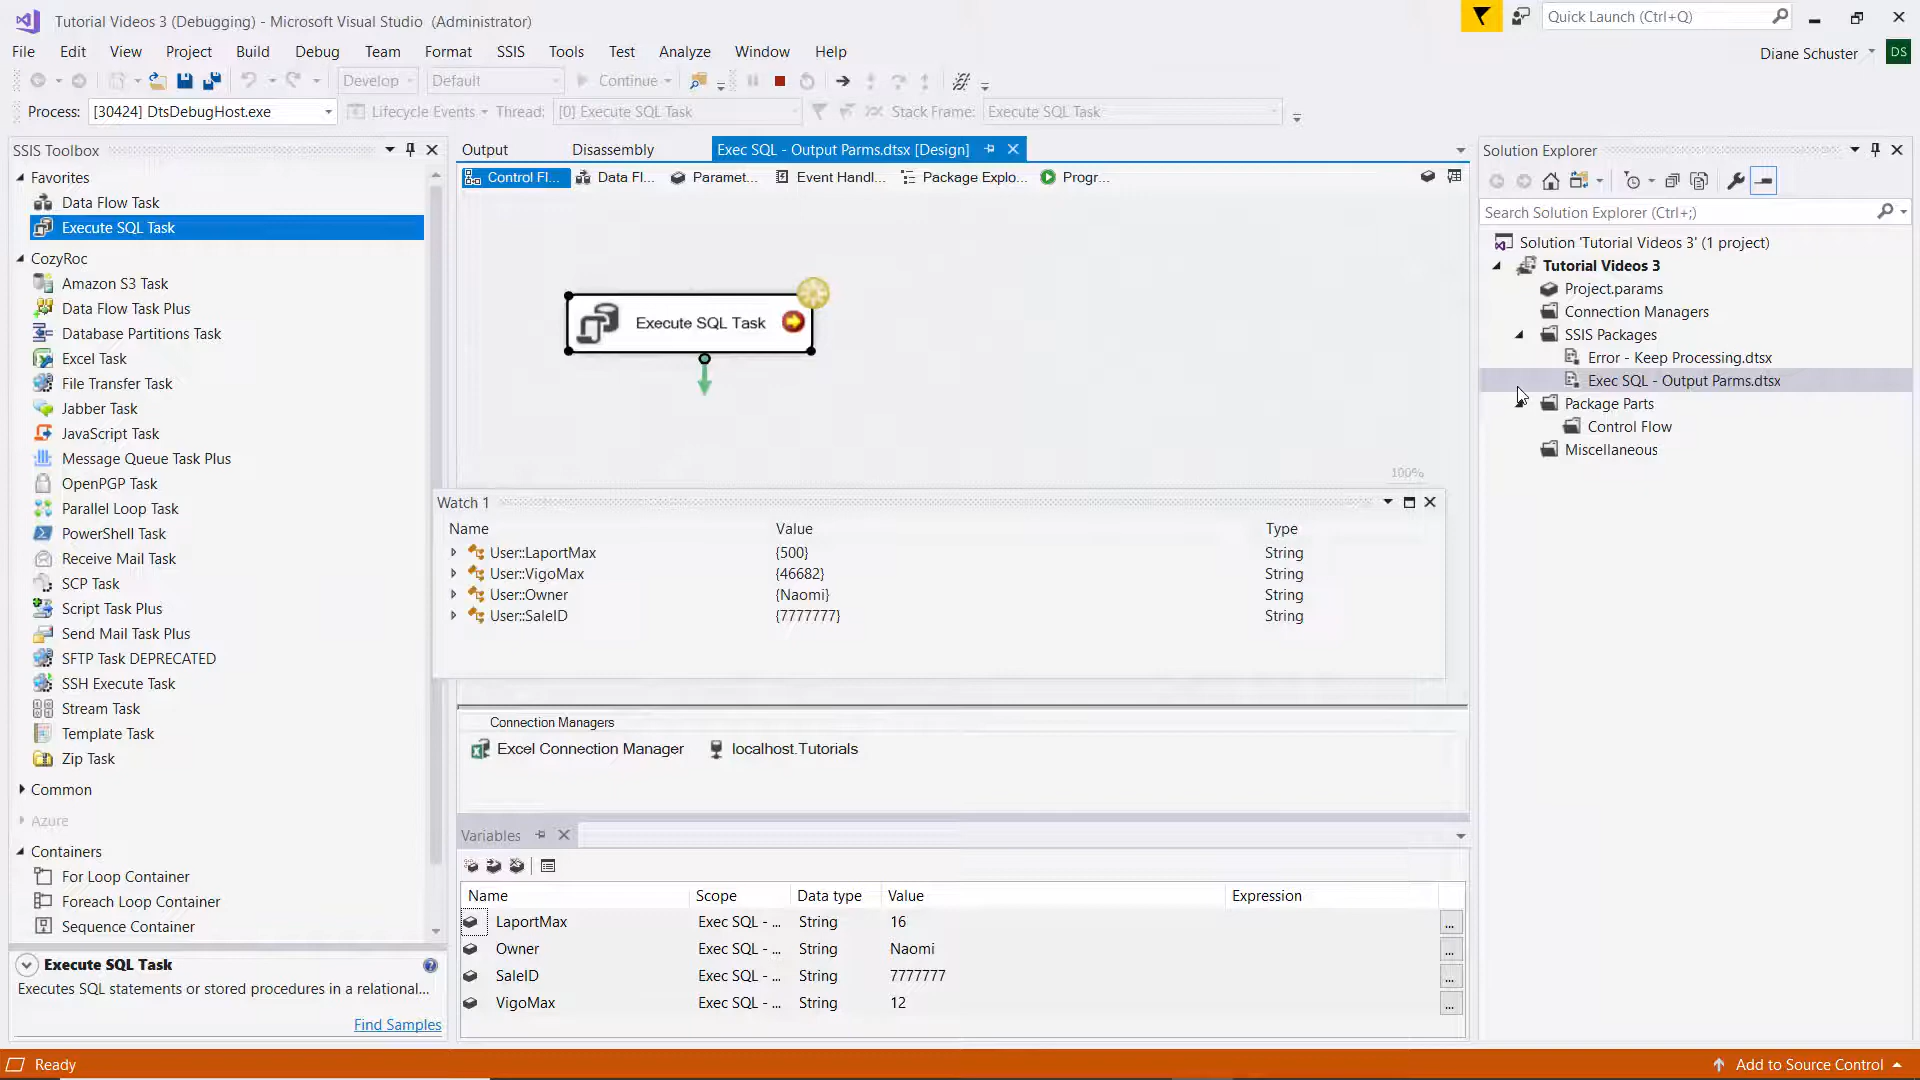 Tutorial Videos 3 (Debugging) - Microsoft Visual Studio (Administrator)
Quick Launch (Ctrl+Q)
File Edit View Project Build Debug Team Format SSIS Tools Test Analyze Window Help
Diane Schuster DS
Develop Default Continue
Process: [30424] DtsDebugHost.exe Lifecycle Events Thread: [0] Execute SQL Task Stack Frame: Execute SQL Task
SSIS Toolbox
Favorites
Data Flow Task
Execute SQL Task
CozyRoc
Amazon S3 Task
Data Flow Task Plus
Database Partitions Task
Excel Task
File Transfer Task
Jabber Task
JavaScript Task
Message Queue Task Plus
OpenPGP Task
Parallel Loop Task
PowerShell Task
Receive Mail Task
SCP Task
Script Task Plus
Send Mail Task Plus
SFTP Task DEPRECATED
SSH Execute Task
Stream Task
Template Task
Zip Task
Common
Azure
Containers
For Loop Container
Foreach Loop Container
Sequence Container
Execute SQL Task
Executes SQL statements or stored procedures in a relational...
Find Samples
Output Disassembly Exec SQL - Output Parms.dtsx [Design]
Control Fl... Data Fl... Paramet... Event Handl... Package Explo... Progr...
Execute SQL Task
100%
Watch 1
Name Value Type
User::LaportMax {500} String
User::VigoMax {46682} String
User::Owner {Naomi} String
User::SaleID {7777777} String
Connection Managers
Excel Connection Manager localhost.Tutorials
Variables
Name Scope Data type Value Expression
LaportMax Exec SQL - ... String 16 ...
Owner Exec SQL - ... String Naomi ...
SaleID Exec SQL - ... String 7777777 ...
VigoMax Exec SQL - ... String 12 ...
Solution Explorer
Search Solution Explorer (Ctrl+;)
Solution 'Tutorial Videos 3' (1 project)
Tutorial Videos 3
Project.params
Connection Managers
SSIS Packages
Error - Keep Processing.dtsx
Exec SQL - Output Parms.dtsx
Package Parts
Control Flow
Miscellaneous
Ready
Add to Source Control